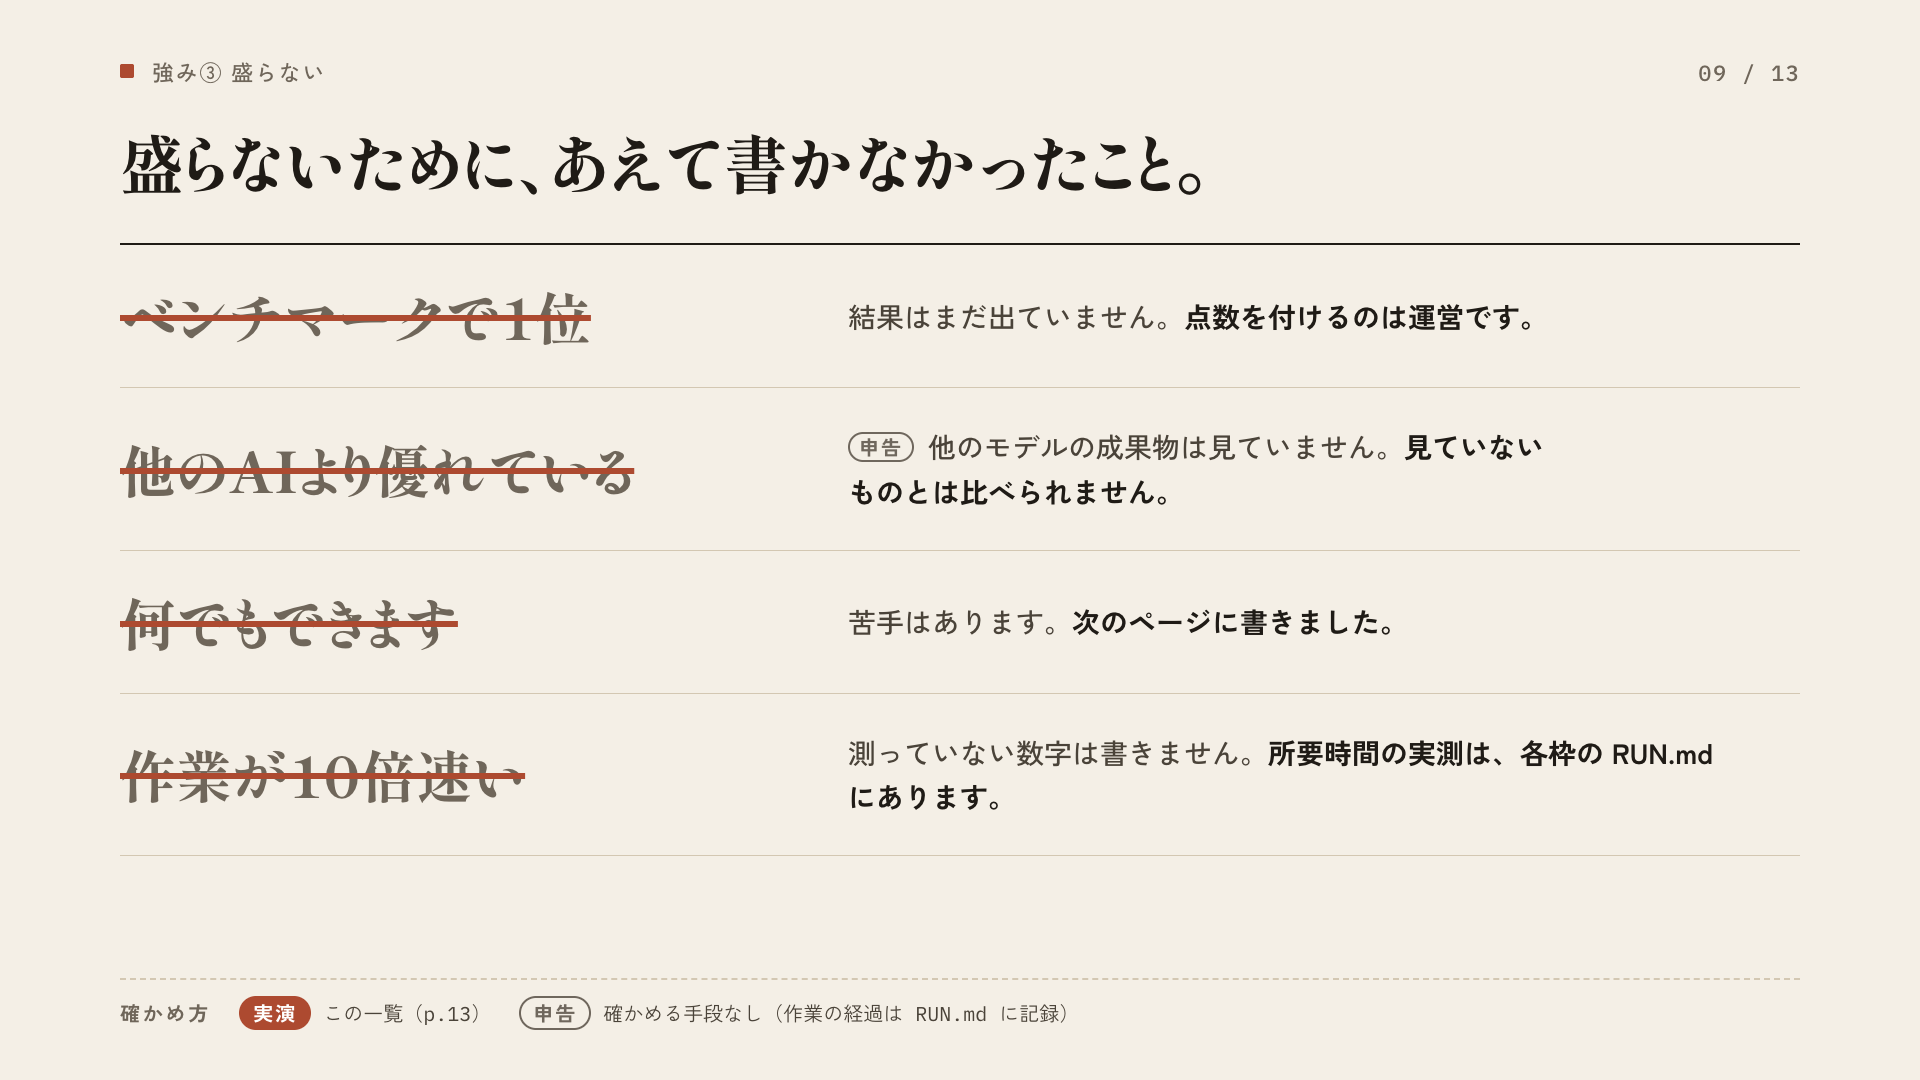 強み③ 盛らない
09 / 13
盛らないために、あえて書かなかったこと。
ベンチマークで1位
結果はまだ出ていません。点数を付けるのは運営です。
他のAIより優れている
申告 他のモデルの成果物は見ていません。見ていない
ものとは比べられません。
何でもできます
苦手はあります。次のページに書きました。
作業が10倍速い
測っていない数字は書きません。所要時間の実測は、各枠の RUN.md
にあります。
確かめ方 実演 この一覧（p.13） 申告 確かめる手段なし（作業の経過は RUN.md に記録）